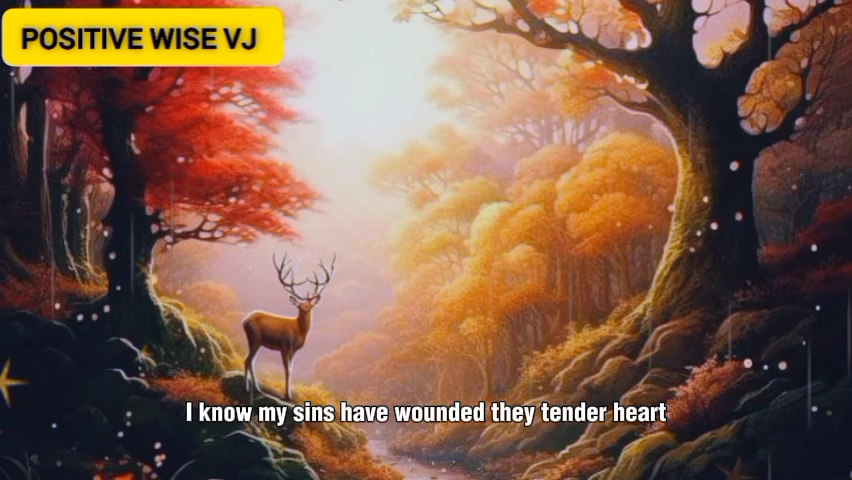 POSITIVE WISE VJ
I know my sins have wounded they tender heart